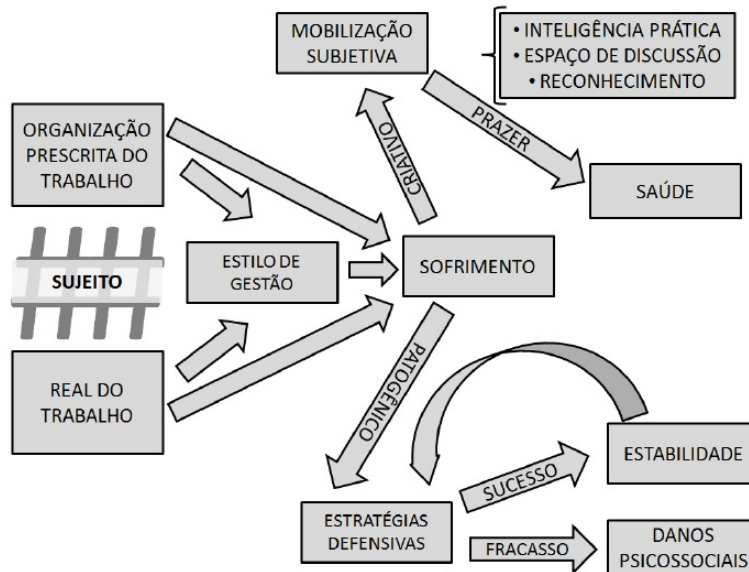 MOBILIZAÇÃO
SUBJETIVA
• INTELIGÊNCIA PRÁTICA
• ESPAÇO DE DISCUSSÃO
• RECONHECIMENTO
ORGANIZAÇÃO
PRESCRITA DO
TRABALHO
CRIATIVO
PRAZER
SAÚDE
SUJEITO
ESTILO DE
GESTÃO
SOFRIMENTO
REAL DO
TRABALHO
PATOGÊNICO
ESTABILIDADE
SUCESSO
ESTRATÉGIAS
DEFENSIVAS
FRACASSO
DANOS
PSICOSSOCIAIS